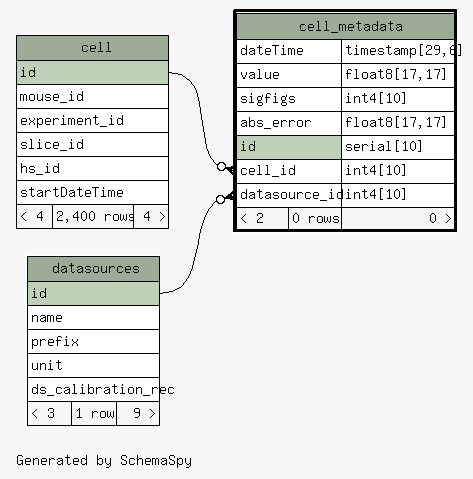 cell
id
mouse_id
experiment_id
slice_id
hs_id
startDateTime
< 4 2,400 rows 4 >
cell_metadata
dateTime timestamp[29,6]
value float8[17,17]
sigfigs int4[10]
abs_error float8[17,17]
id serial[10]
cell_id int4[10]
datasource_id int4[10]
< 2 0 rows 0 >
datasources
id
name
prefix
unit
ds_calibration_rec
< 3 1 row 9 >
Generated by SchemaSpy